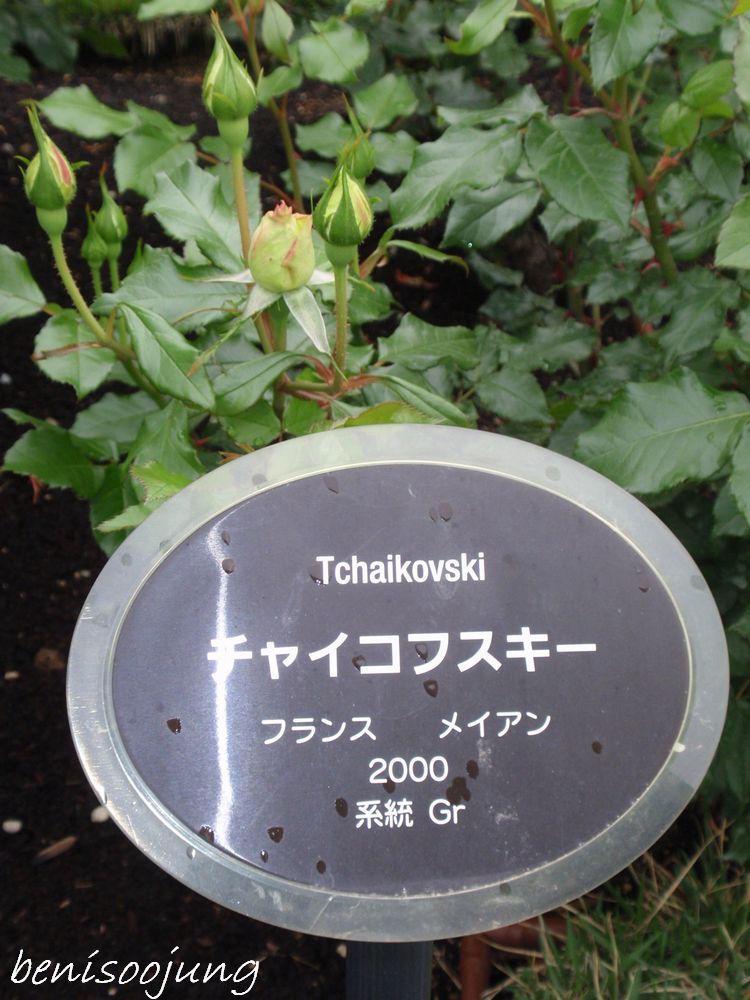 Tchaikovski
チャイコフスキー
フランス　メイアン
2000
系統 Gr
benisoojung